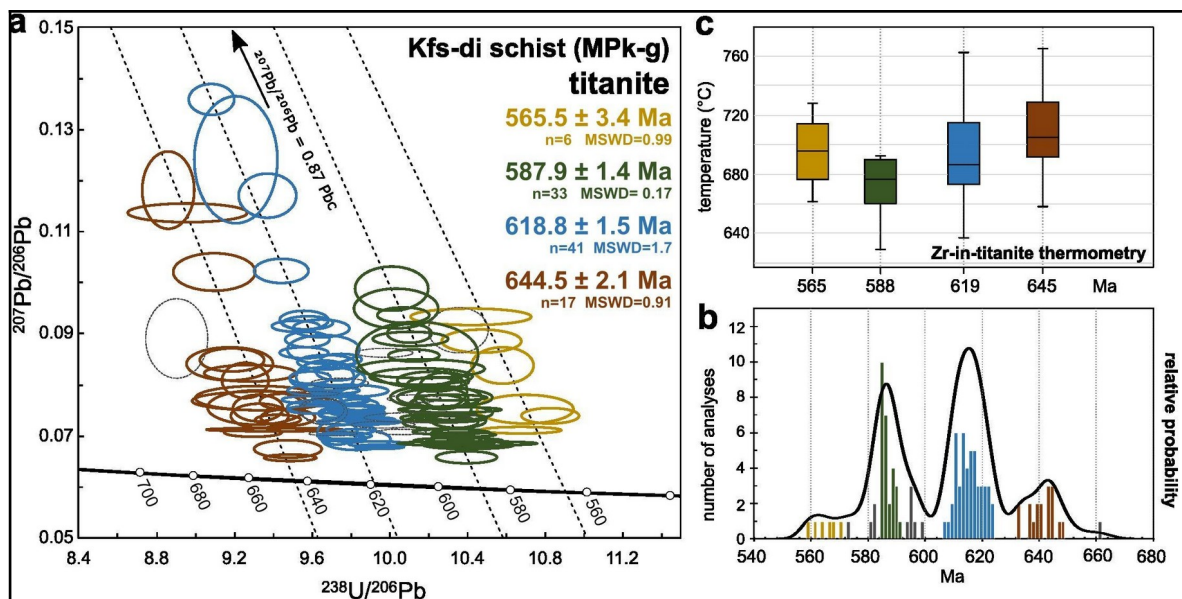 a
Kfs-di schist (MPk-g)
titanite
565.5 ± 3.4 Ma
n=6 MSWD=0.99
587.9 ± 1.4 Ma
n=33 MSWD= 0.17
618.8 ± 1.5 Ma
n=41 MSWD=1.7
644.5 ± 2.1 Ma
n=17 MSWD=0.91
²⁰⁷Pb/²⁰⁶Pb = 0.87 Pbc
0.15
0.13
0.11
0.09
0.07
0.05
²⁰⁷Pb/²⁰⁶Pb
700
680
660
640
620
600
560
8.4 8.8 9.2 9.6 10.0 10.4 10.8
²³⁸U/²⁰⁶Pb
c
760
720
680
640
temperature (°C)
Zr-in-titanite thermometry
565 588 619 645 Ma
b
12
10
8
6
4
2
0
number of analyses
relative probability
540 560 580 600 620 640 660 680
Ma